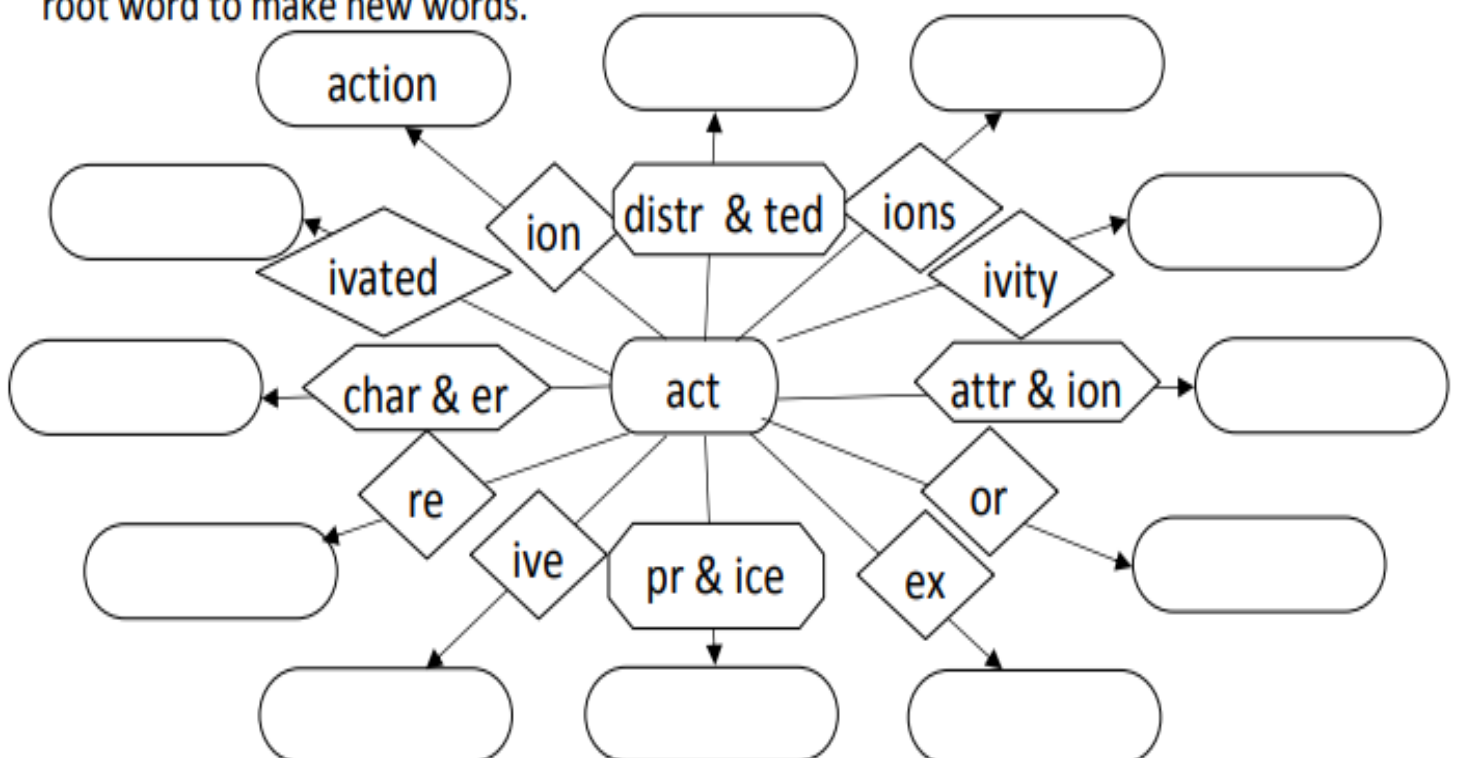 root word to make new words.
action
distr & ted
ions
ion
ivity
ivated
act
attr & ion
char & er
re
or
ive
pr & ice
ex